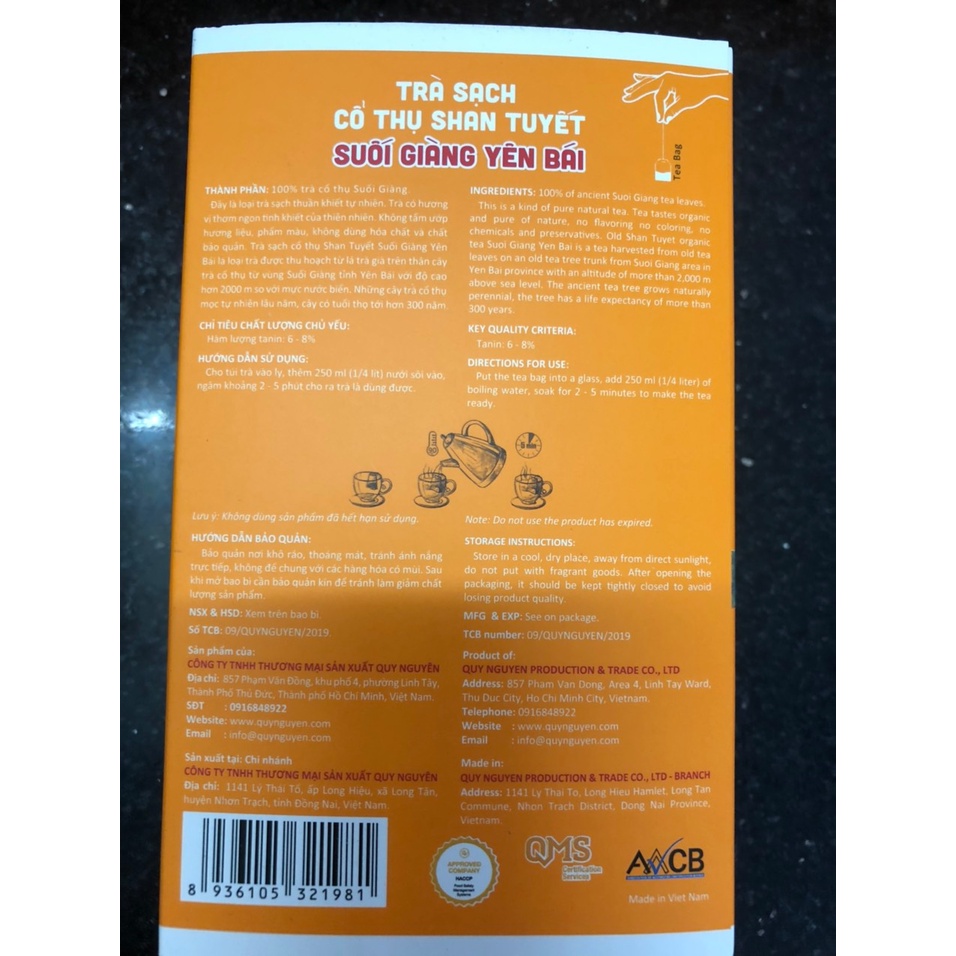 TRÀ SẠCH
CỔ THỤ SHAN TUYẾT
SUỐI GIÀNG YÊN BÁI
Tea Bag
THÀNH PHẦN: 100% trà cổ thụ Suối Giàng.
Đây là loại trà sạch thuần khiết tự nhiên. Trà có hương
vị thơm ngon tinh khiết của thiên nhiên. Không tẩm ướp
hương liệu, phẩm màu, không dùng hóa chất và chất
bảo quản. Trà sạch cổ thụ Shan Tuyết Suối Giàng Yên
Bái là loại trà được thu hoạch từ lá trà già trên thân cây
trà cổ thụ từ vùng Suối Giàng tỉnh Yên Bái với độ cao
hơn 2000 m so với mực nước biển. Những cây trà cổ thụ
mọc tự nhiên lâu năm, cây có tuổi thọ tới hơn 300 năm.
CHỈ TIÊU CHẤT LƯỢNG CHỦ YẾU:
Hàm lượng tanin: 6 - 8%
HƯỚNG DẪN SỬ DỤNG:
Cho túi trà vào ly, thêm 250 ml (1/4 lít) nưới sôi vào,
ngâm khoảng 2 - 5 phút cho ra trà là dùng được.
INGREDIENTS: 100% of ancient Suoi Giang tea leaves.
This is a kind of pure natural tea. Tea tastes organic
and pure of nature, no flavoring no coloring, no
chemicals and preservatives. Old Shan Tuyet organic
tea Suoi Giang Yen Bai is a tea harvested from old tea
leaves on an old tea tree trunk from Suoi Giang area in
Yen Bai province with an altitude of more than 2,000 m
above sea level. The ancient tea tree grows naturally
perennial, the tree has a life expectancy of more than
300 years.
KEY QUALITY CRITERIA:
Tanin: 6 - 8%
DIRECTIONS FOR USE:
Put the tea bag into a glass, add 250 ml (1/4 liter) of
boiling water, soak for 2 - 5 minutes to make the tea
ready.
Lưu ý: Không dùng sản phẩm đã hết hạn sử dụng.
HƯỚNG DẪN BẢO QUẢN:
Bảo quản nơi khô ráo, thoáng mát, tránh ánh nắng
trực tiếp, không để chung với các hàng hóa có mùi. Sau
khi mở bao bì cần bảo quản kín để tránh làm giảm chất
lượng sản phẩm.
NSX & HSD: Xem trên bao bì.
Số TCB: 09/QUYNGUYEN/2019.
Sản phẩm của:
CÔNG TY TNHH THƯƠNG MẠI SẢN XUẤT QUY NGUYÊN
Địa chỉ: 857 Phạm Văn Đồng, khu phố 4, phường Linh Tây,
Thành Phố Thủ Đức, Thành phố Hồ Chí Minh, Việt Nam.
SĐT : 0916848922
Website: www.quynguyen.com
Email : info@quynguyen.com
Sản xuất tại: Chi nhánh
CÔNG TY TNHH THƯƠNG MẠI SẢN XUẤT QUY NGUYÊN
Địa chỉ: 1141 Lý Thái Tổ, ấp Long Hiệu, xã Long Tân,
huyện Nhơn Trạch, tỉnh Đồng Nai, Việt Nam.
8 936105 321981
Note: Do not use the product has expired.
STORAGE INSTRUCTIONS:
Store in a cool, dry place, away from direct sunlight,
do not put with fragrant goods. After opening the
packaging, it should be kept tightly closed to avoid
losing product quality.
MFG & EXP: See on package.
TCB number: 09/QUYNGUYEN/2019
Product of:
QUY NGUYEN PRODUCTION & TRADE CO., LTD
Address: 857 Pham Van Dong, Area 4, Linh Tay Ward,
Thu Duc City, Ho Chi Minh City, Vietnam.
Telephone: 0916848922
Website : www.quynguyen.com
Email : info@quynguyen.com
Made in:
QUY NGUYEN PRODUCTION & TRADE CO., LTD - BRANCH
Address: 1141 Ly Thai To, Long Hieu Hamlet, Long Tan
Commune, Nhon Trach District, Dong Nai Province,
Vietnam.
APPROVED
COMPANY
HACCP
Food Safety
Management
Systems
QMS
Certification
Services
Made in Viet Nam